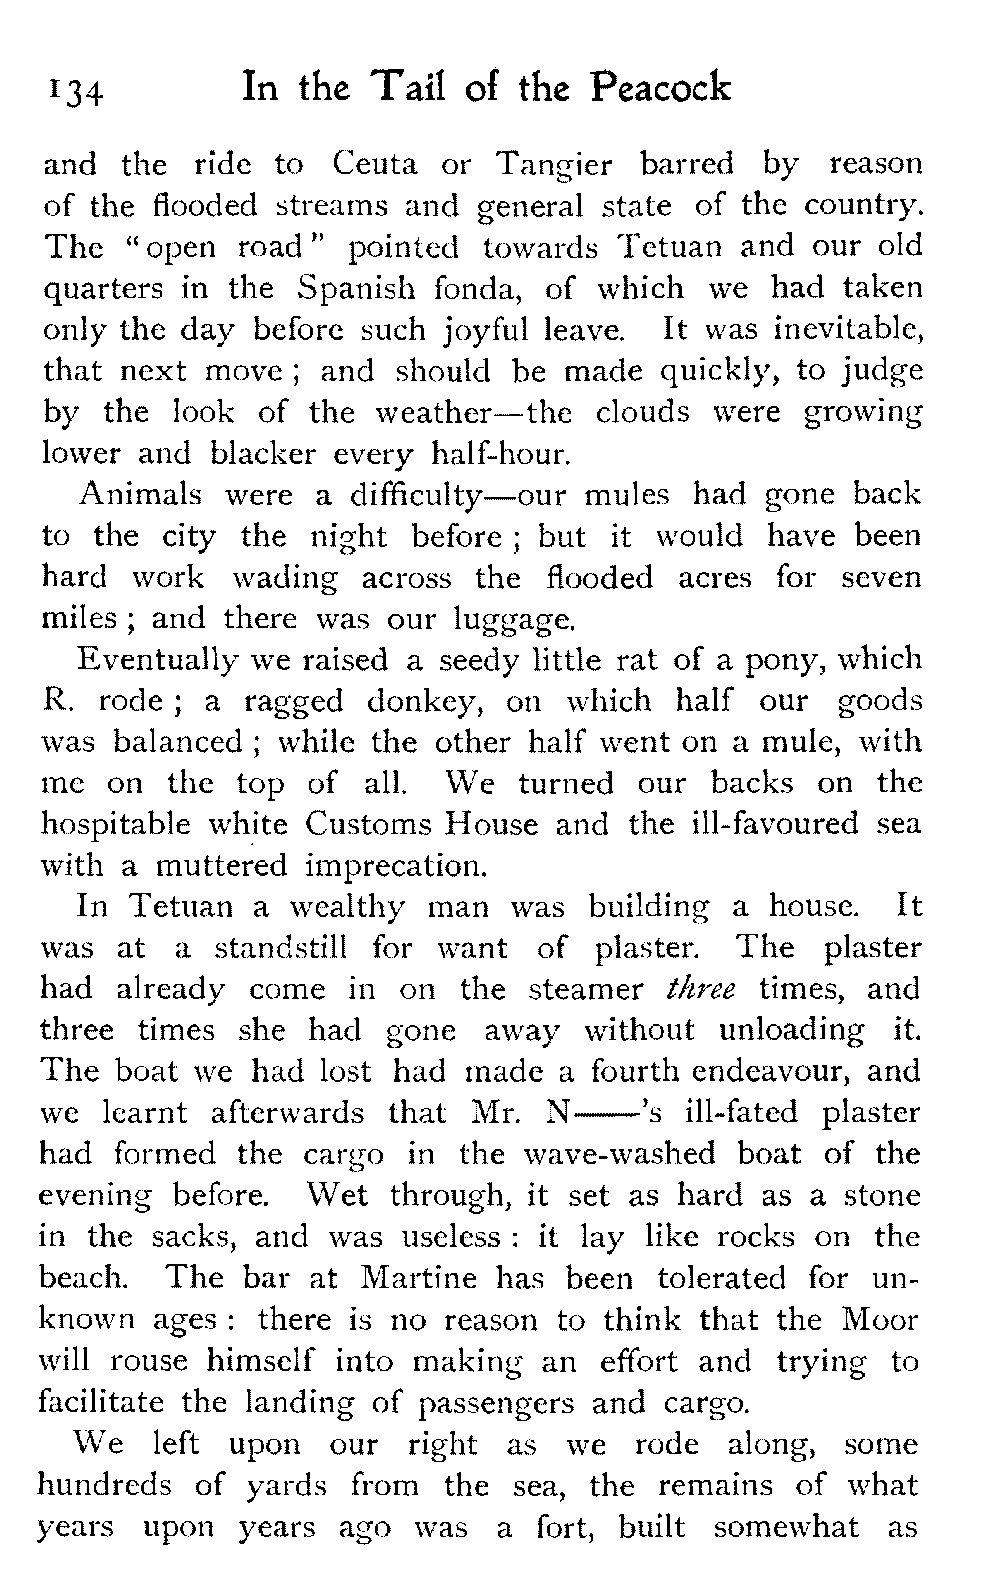 134 In the Tail of the Peacock
and the ride to Ceuta or Tangier barred by reason
of the flooded streams and general state of the country.
The "open road" pointed towards Tetuan and our old
quarters in the Spanish fonda, of which we had taken
only the day before such joyful leave. It was inevitable,
that next move ; and should be made quickly, to judge
by the look of the weather—the clouds were growing
lower and blacker every half-hour.
Animals were a difficulty—our mules had gone back
to the city the night before ; but it would have been
hard work wading across the flooded acres for seven
miles ; and there was our luggage.
Eventually we raised a seedy little rat of a pony, which
R. rode ; a ragged donkey, on which half our goods
was balanced ; while the other half went on a mule, with
me on the top of all. We turned our backs on the
hospitable white Customs House and the ill-favoured sea
with a muttered imprecation.
In Tetuan a wealthy man was building a house. It
was at a standstill for want of plaster. The plaster
had already come in on the steamer three times, and
three times she had gone away without unloading it.
The boat we had lost had made a fourth endeavour, and
we learnt afterwards that Mr. N——'s ill-fated plaster
had formed the cargo in the wave-washed boat of the
evening before. Wet through, it set as hard as a stone
in the sacks, and was useless : it lay like rocks on the
beach. The bar at Martine has been tolerated for un-
known ages : there is no reason to think that the Moor
will rouse himself into making an effort and trying to
facilitate the landing of passengers and cargo.
We left upon our right as we rode along, some
hundreds of yards from the sea, the remains of what
years upon years ago was a fort, built somewhat as